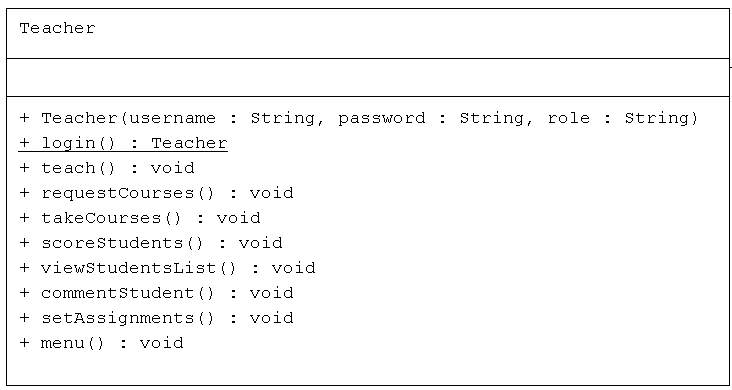 Teacher
+ Teacher(username : String, password : String, role : String)
+ login() : Teacher
+ teach() : void
+ requestCourses() : void
+ takeCourses() : void
+ scoreStudents() : void
+ viewStudentsList() : void
+ commentStudent() : void
+ setAssignments() : void
+ menu() : void